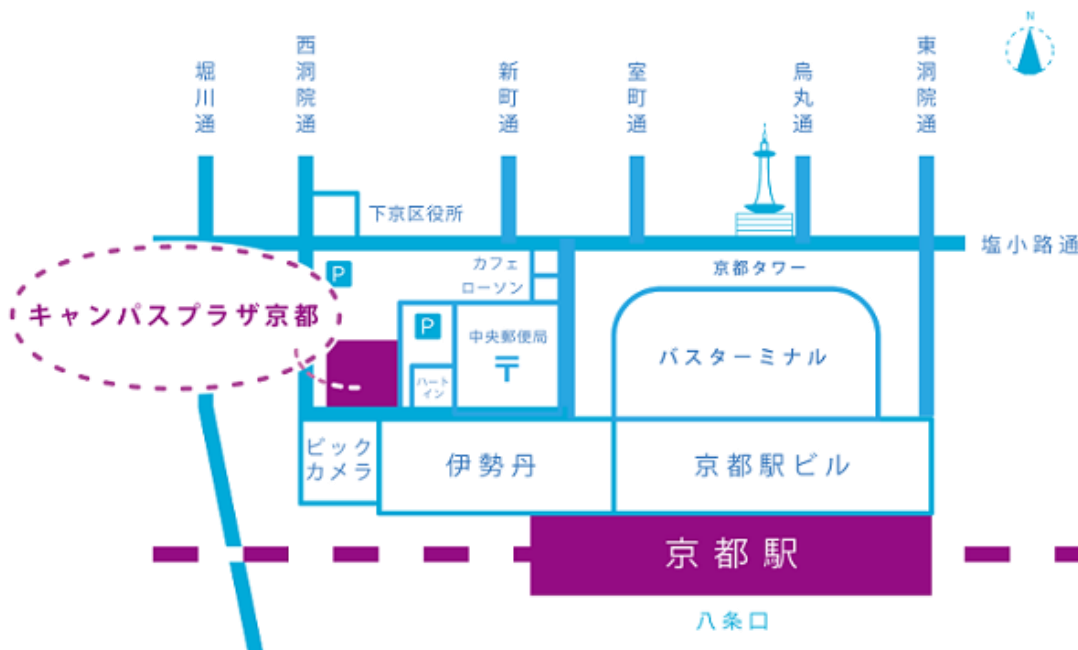 N
堀川通
西洞院通
新町通
室町通
烏丸通
東洞院通
下京区役所
塩小路通
P
カフェ
ローソン
京都タワー
キャンパスプラザ京都
P
中央郵便局
〒
バスターミナル
ハート
イン
ビック
カメラ
伊勢丹
京都駅ビル
京都駅
八条口